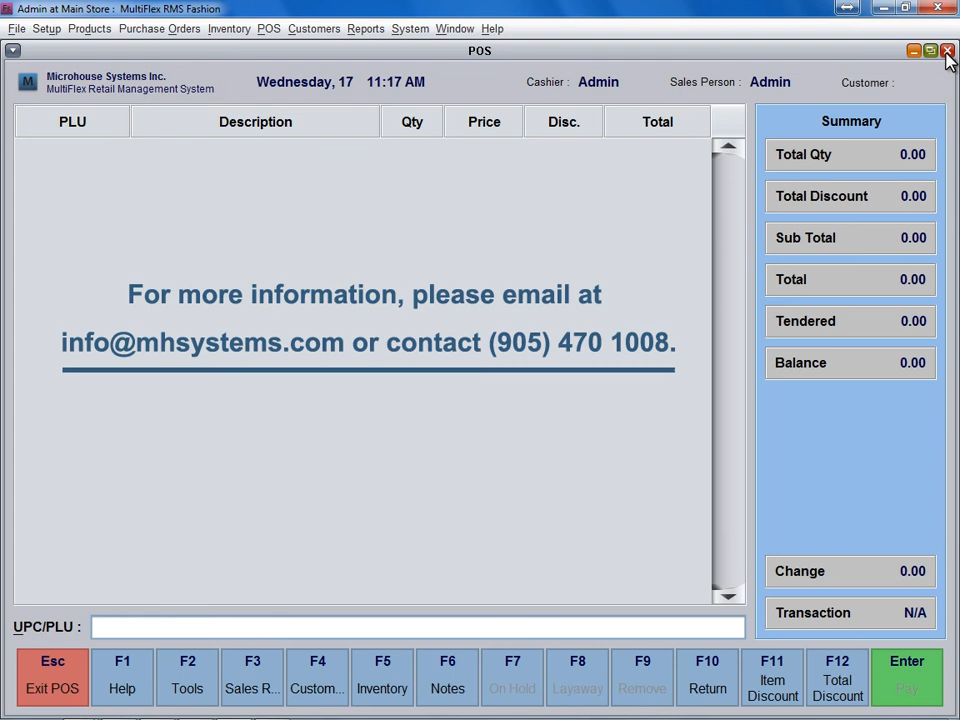 Admin at Main Store : MultiFlex RMS Fashion
File Setup Products Purchase Orders Inventory POS Customers Reports System Window Help
POS
M
Microhouse Systems Inc.
MultiFlex Retail Management System
Wednesday, 17 11:17 AM
Cashier : Admin
Sales Person : Admin
Customer :
PLU Description Qty Price Disc. Total
Summary
Total Qty 0.00
Total Discount 0.00
Sub Total 0.00
Total 0.00
Tendered 0.00
Balance 0.00
For more information, please email at
info@mhsystems.com or contact (905) 470 1008.
Change 0.00
Transaction N/A
UPC/PLU :
Esc F1 F2 F3 F4 F5 F6 F7 F8 F9 F10 F11 F12 Enter
Exit POS Help Tools Sales R... Custom... Inventory Notes On Hold Layaway Remove Return Item Discount Total Discount Pay